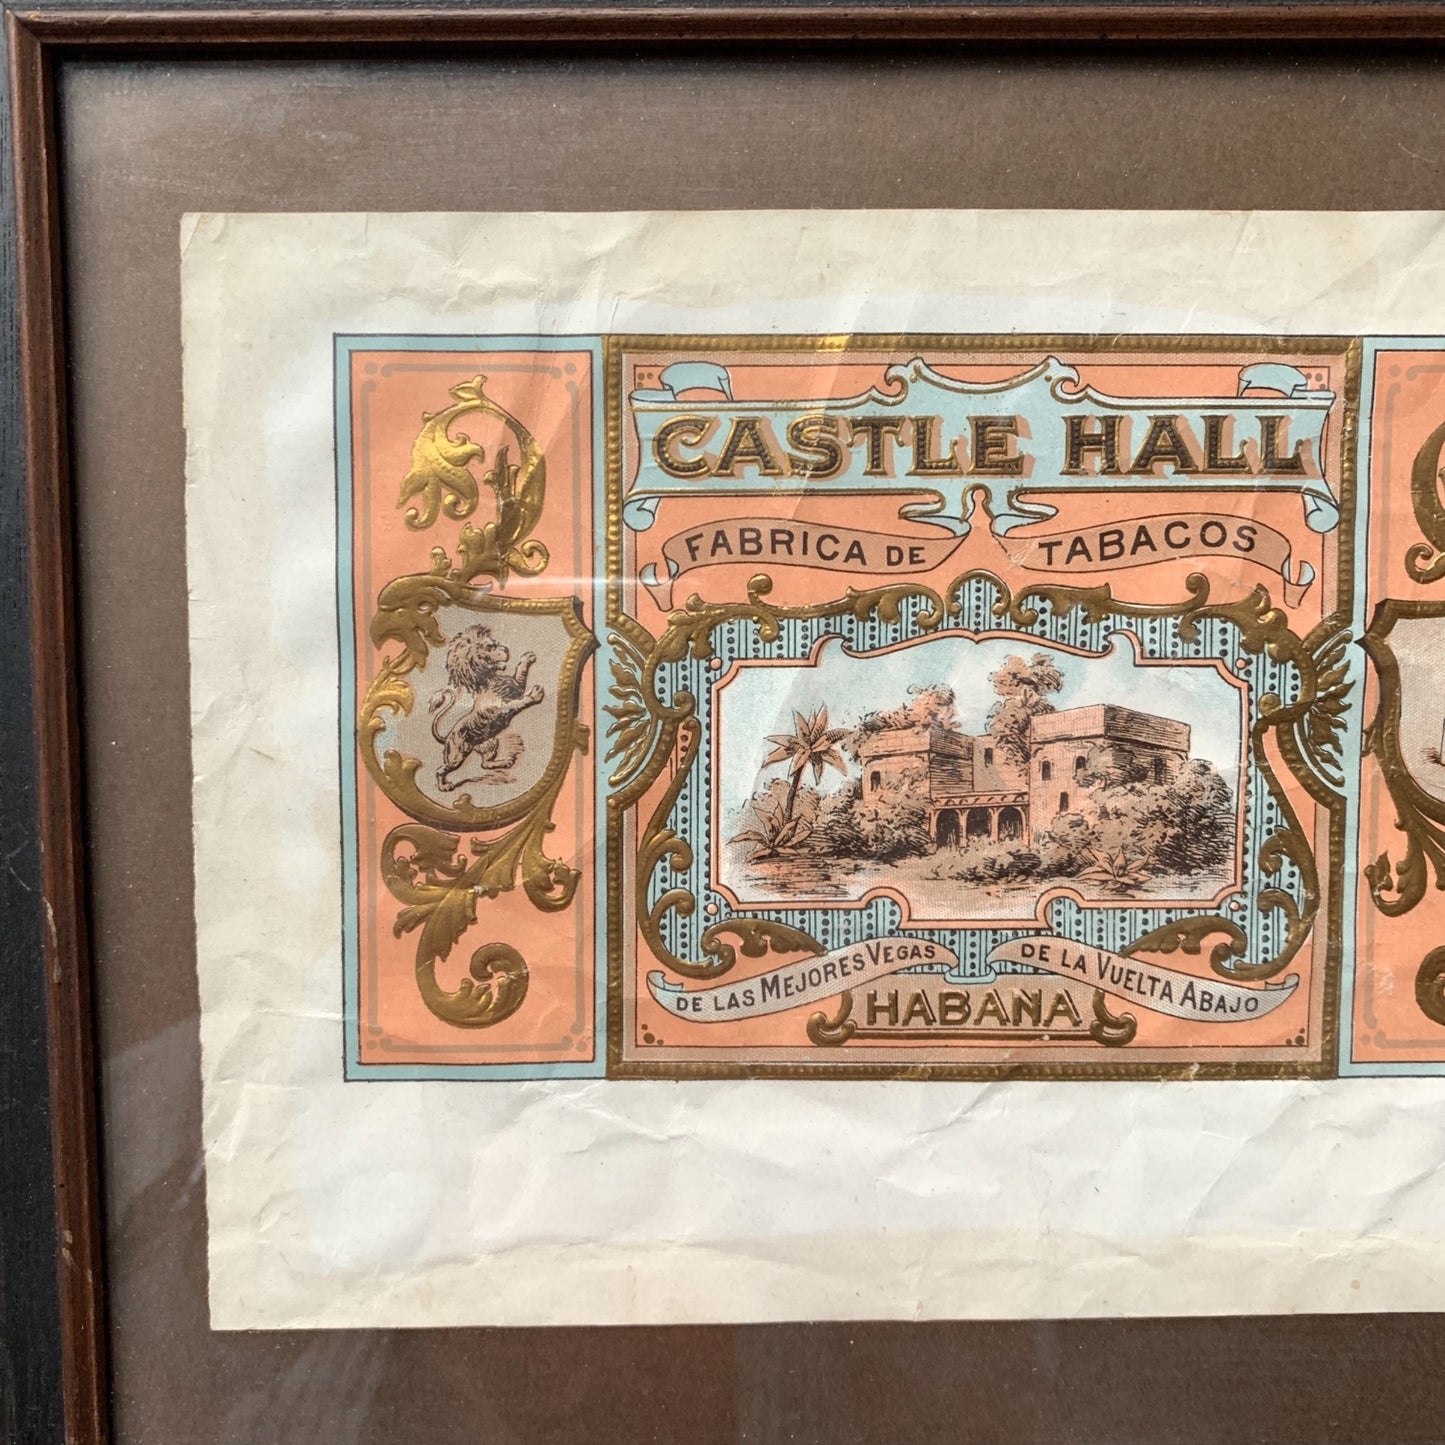 CASTLE HALL
FABRICA DE TABACOS
DE LAS MEJORES VEGAS DE LA VUELTA ABAJO
HABANA